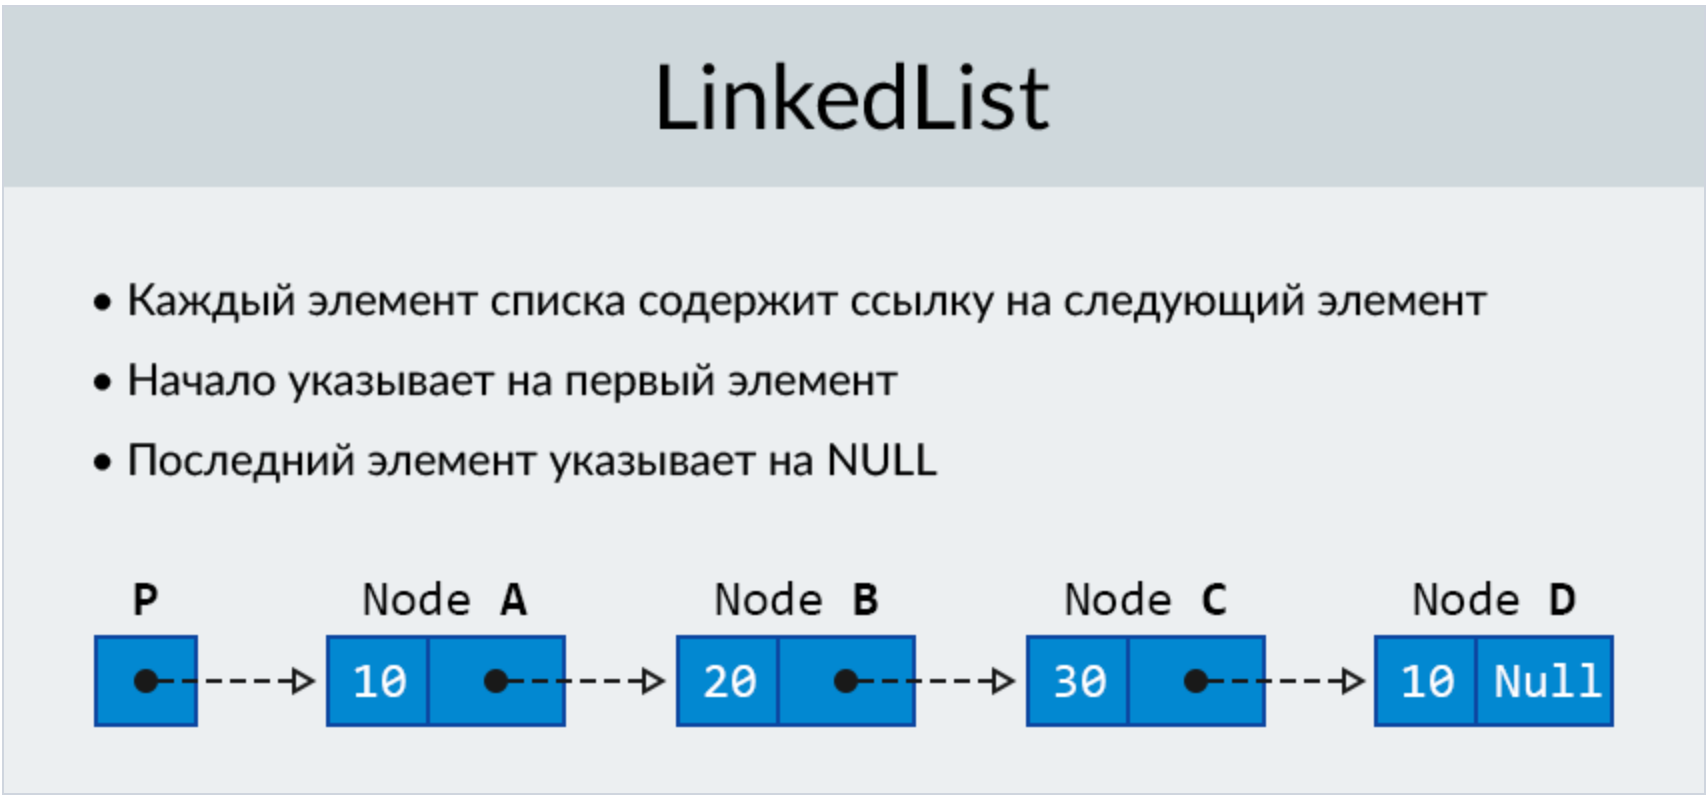 LinkedList
• Каждый элемент списка содержит ссылку на следующий элемент
• Начало указывает на первый элемент
• Последний элемент указывает на NULL
P Node A Node B Node C Node D
10 20 30 10 Null